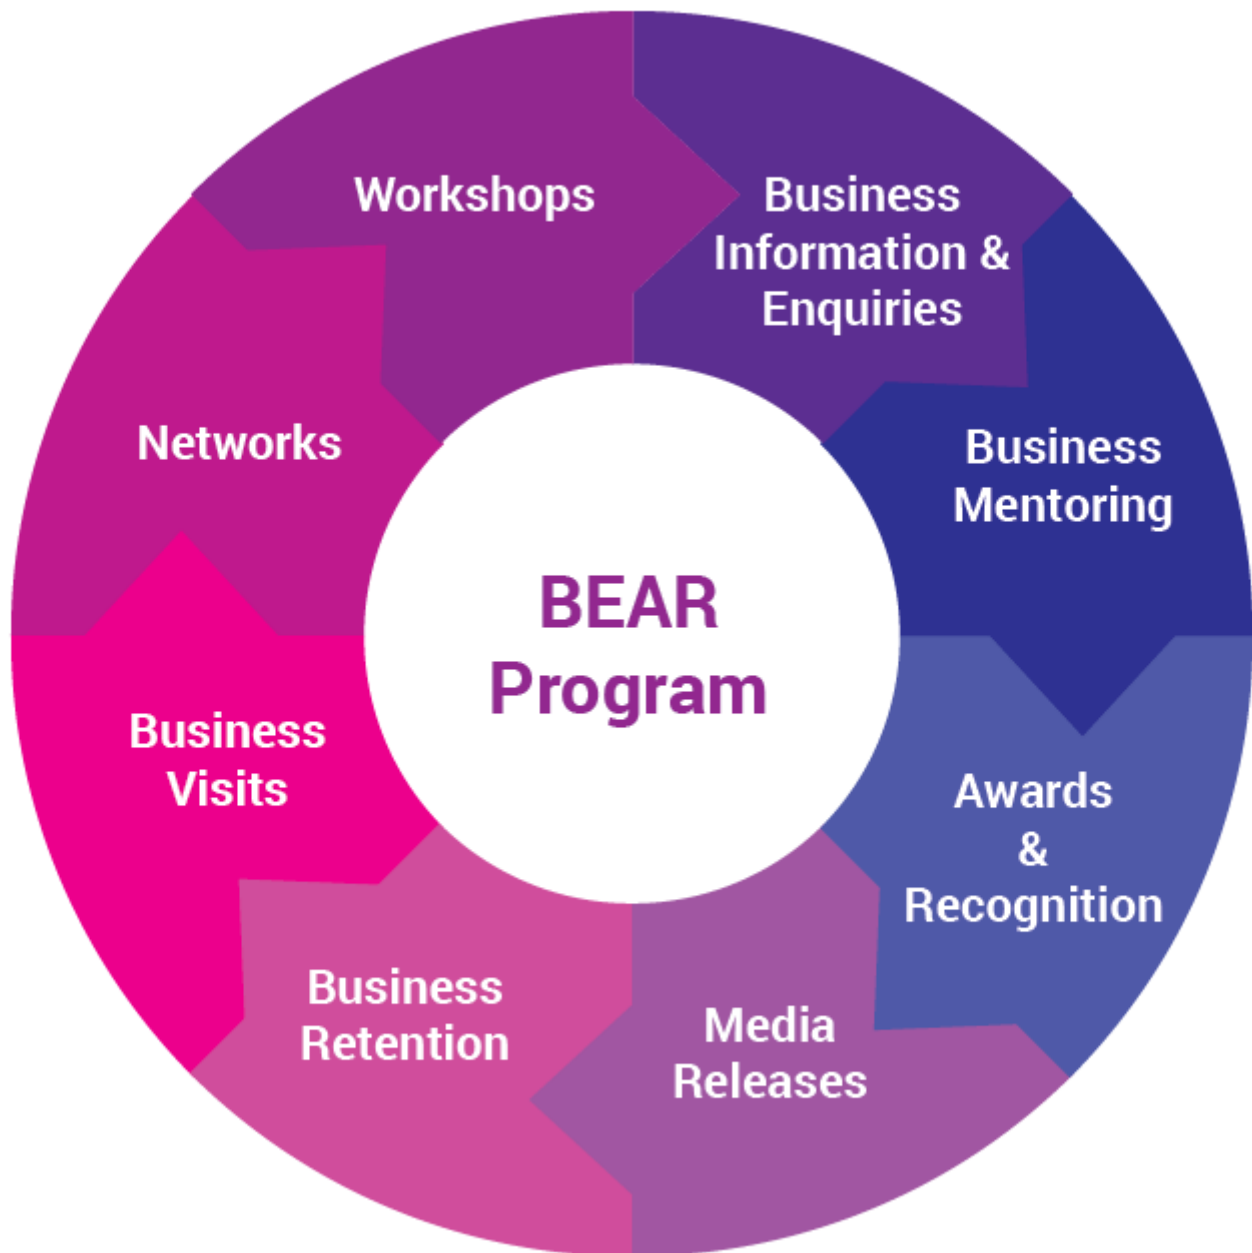 Workshops
Business
Information &
Enquiries
Business
Mentoring
Awards
&
Recognition
Media
Releases
Business
Retention
Business
Visits
Networks
BEAR
Program